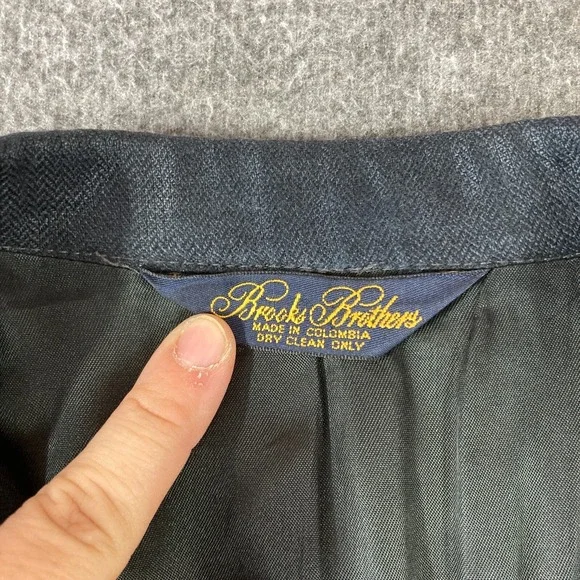 Brooks Brothers
MADE IN COLOMBIA
DRY CLEAN ONLY